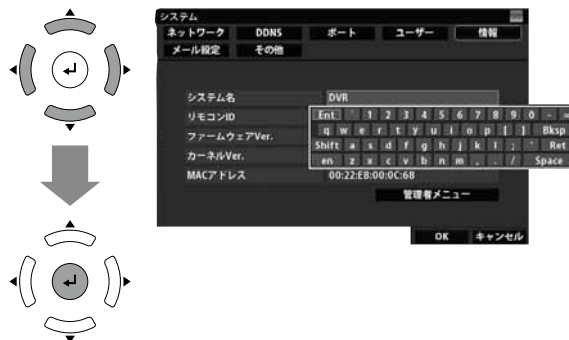 システム
ネットワーク DDNS ポート ユーザー 情報
メール設定 その他
システム名 DVR
リモコンID
ファームウェアVer.
カーネルVer.
MACアドレス 00:22:E8:00:0C:68
Ent ` 1 2 3 4 5 6 7 8 9 0 - =
q w e r t y u i o p [ ] Bksp
Shift a s d f g h j k l ; ' Ret
en z x c v b n m , . / Space
管理者メニュー
OK キャンセル